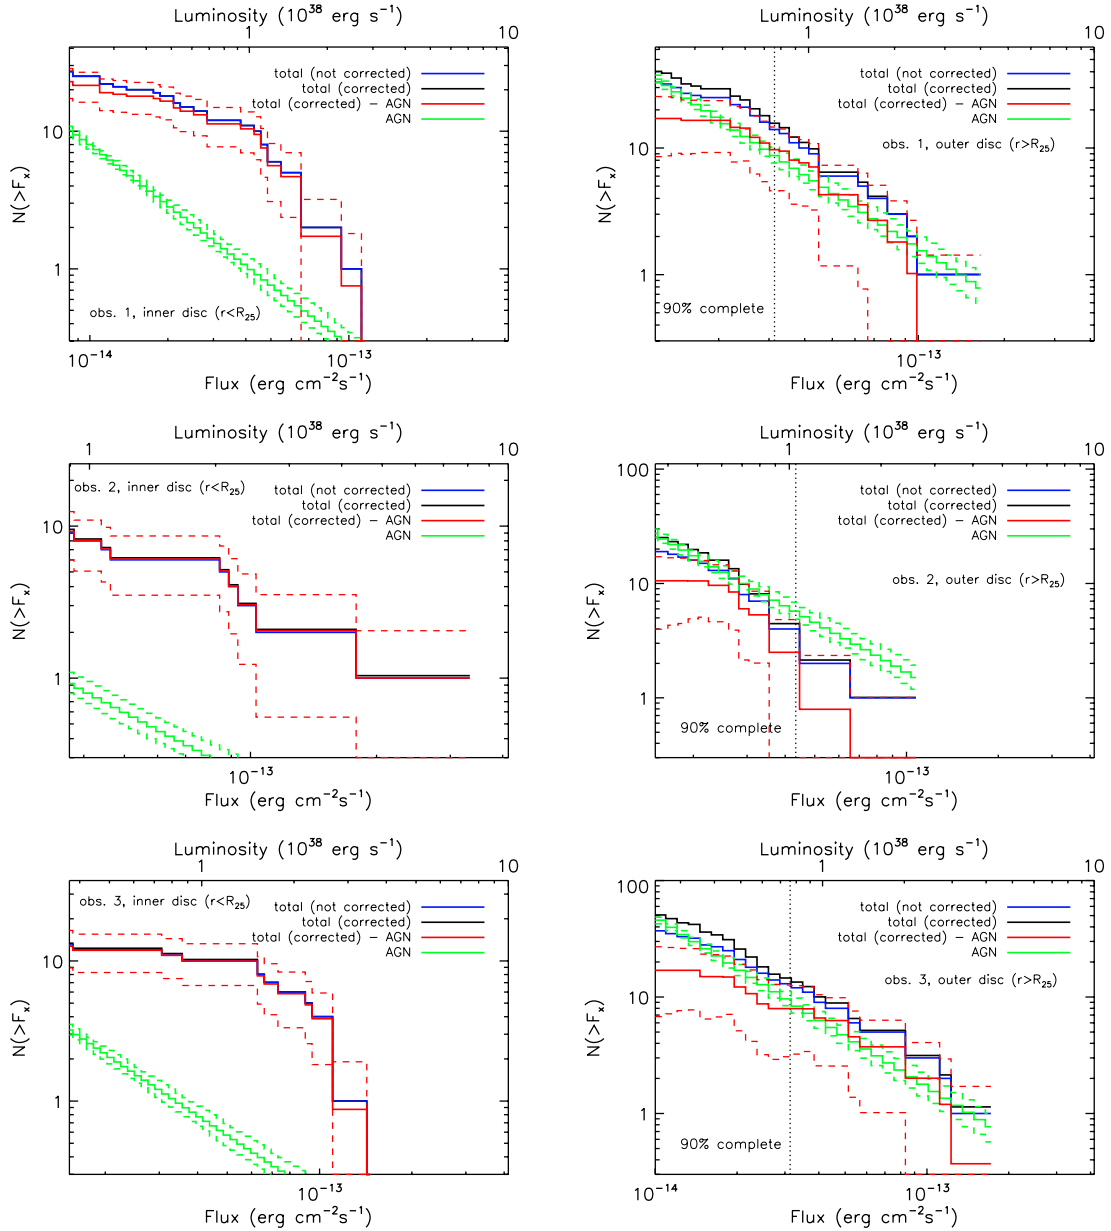 Luminosity (10^38 erg s^-1)
1 10
total (not corrected)
total (corrected)
total (corrected) – AGN
AGN
10
1
N(>F_x)
obs. 1, inner disc (r<R_25)
10^-14 10^-13
Flux (erg cm^-2 s^-1)
Luminosity (10^38 erg s^-1)
1 10
total (not corrected)
total (corrected)
total (corrected) – AGN
AGN
obs. 1, outer disc (r>R_25)
10
1
N(>F_x)
90% complete
10^-13
Flux (erg cm^-2 s^-1)
Luminosity (10^38 erg s^-1)
1 10
obs. 2, inner disc (r<R_25)
total (not corrected)
total (corrected)
total (corrected) – AGN
AGN
10
1
N(>F_x)
10^-13
Flux (erg cm^-2 s^-1)
Luminosity (10^38 erg s^-1)
1 10
100
total (not corrected)
total (corrected)
total (corrected) – AGN
AGN
obs. 2, outer disc (r>R_25)
10
1
N(>F_x)
90% complete
10^-13
Flux (erg cm^-2 s^-1)
Luminosity (10^38 erg s^-1)
1 10
obs. 3, inner disc (r<R_25)
total (not corrected)
total (corrected)
total (corrected) – AGN
AGN
10
1
N(>F_x)
10^-13
Flux (erg cm^-2 s^-1)
Luminosity (10^38 erg s^-1)
1 10
100
total (not corrected)
total (corrected)
total (corrected) – AGN
AGN
obs. 3, outer disc (r>R_25)
10
1
N(>F_x)
90% complete
10^-14 10^-13
Flux (erg cm^-2 s^-1)